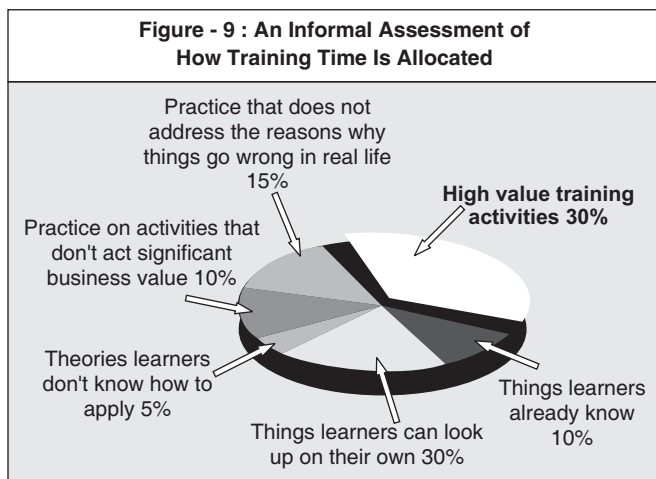 Figure - 9 : An Informal Assessment of
How Training Time Is Allocated
Practice that does not
address the reasons why
things go wrong in real life
15%
High value training
activities 30%
Practice on activities that
don't act significant
business value 10%
Theories learners
don't know how to
apply 5%
Things learners can look
up on their own 30%
Things learners
already know
10%